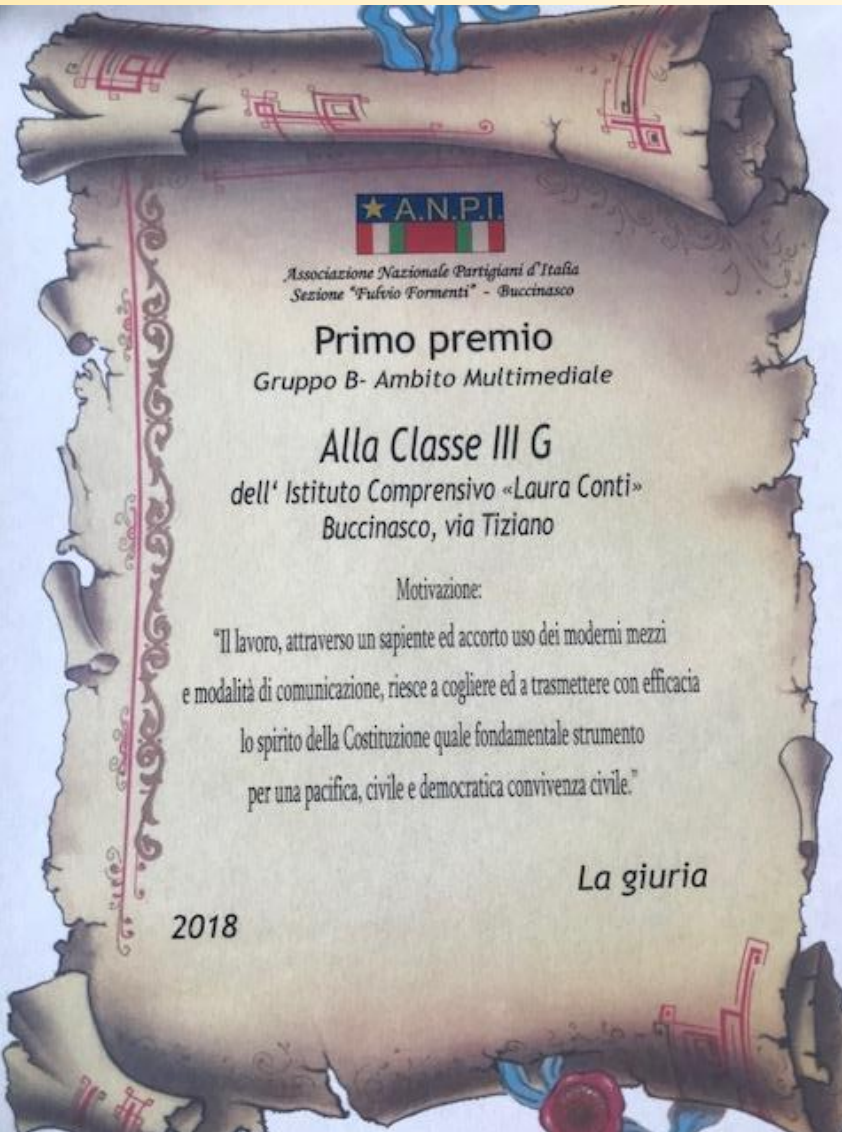 A.N.P.I.
Associazione Nazionale Partigiani d'Italia
Sezione "Fulvio Formenti" - Buccinasco
Primo premio
Gruppo B- Ambito Multimediale
Alla Classe III G
dell' Istituto Comprensivo «Laura Conti»
Buccinasco, via Tiziano
Motivazione:
"Il lavoro, attraverso un sapiente ed accorto uso dei moderni mezzi
e modalità di comunicazione, riesce a cogliere ed a trasmettere con efficacia
lo spirito della Costituzione quale fondamentale strumento
per una pacifica, civile e democratica convivenza civile."
La giuria
2018